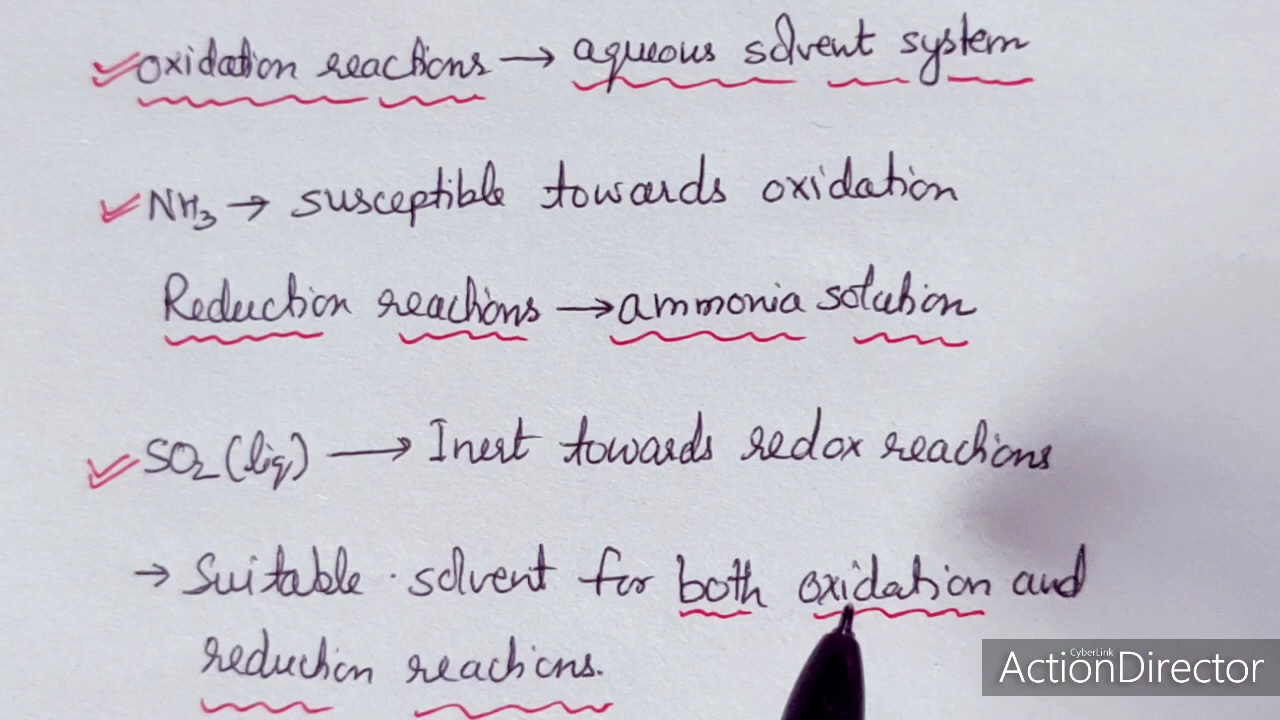 oxidation reactions → aqueous solvent system
NH3 → susceptible towards oxidation
Reduction reactions → ammonia solution
SO2 (liq) → Inert towards redox reactions
→ Suitable solvent for both oxidation and
reduction reactions.
CyberLink
ActionDirector